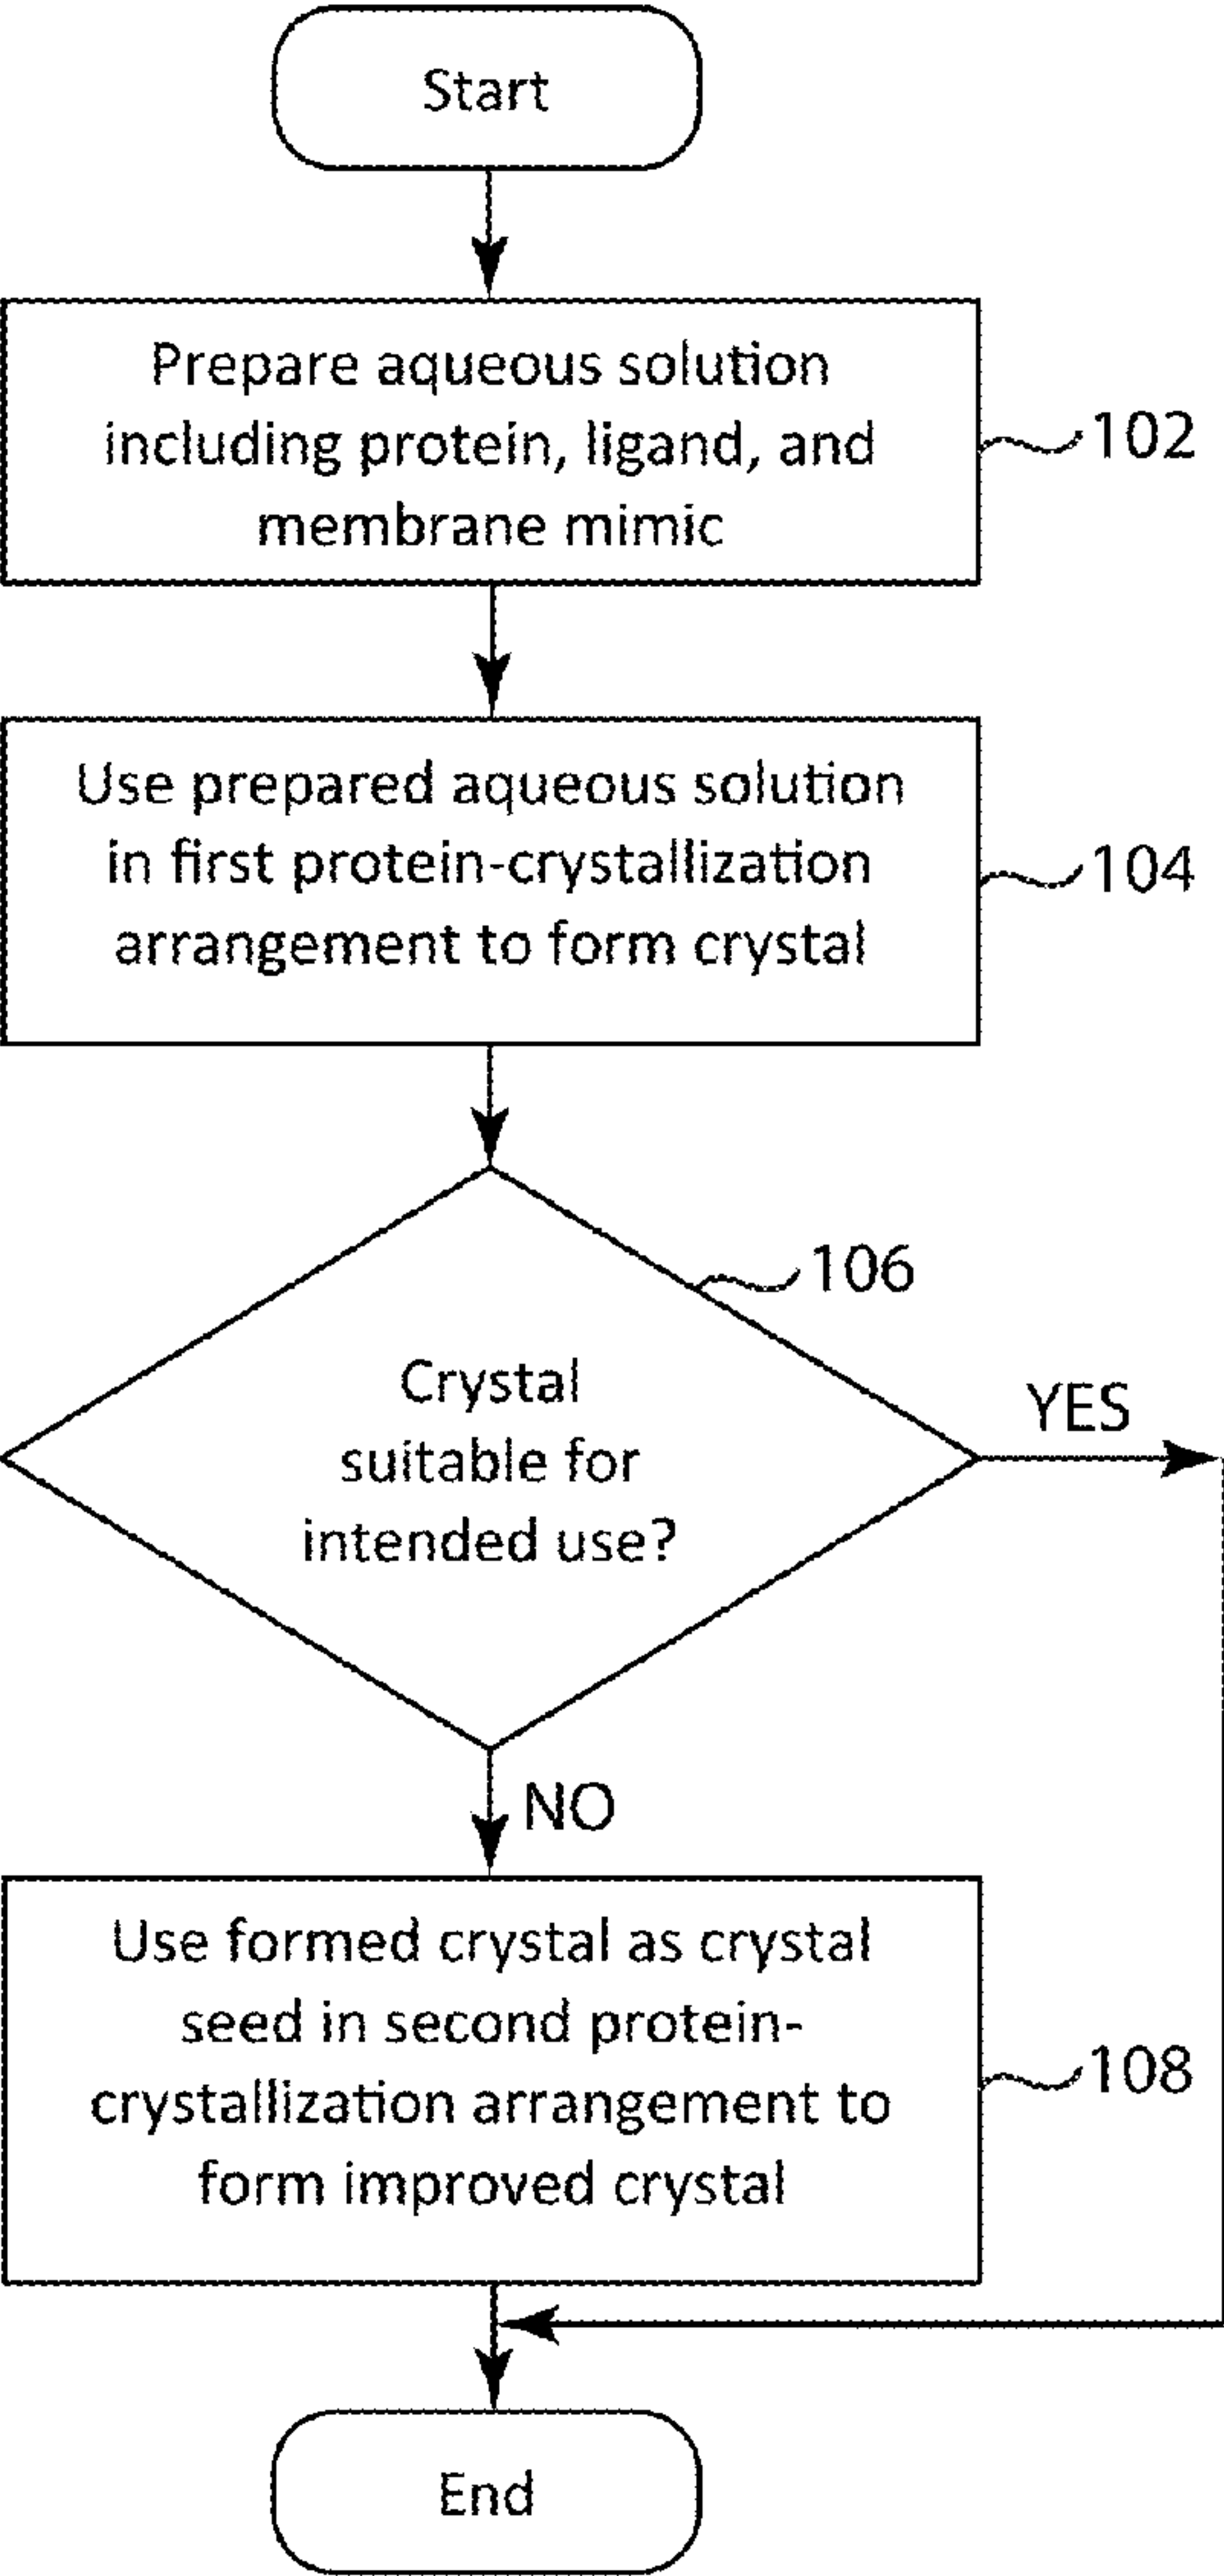 Start
Prepare aqueous solution
including protein, ligand, and
membrane mimic
102
Use prepared aqueous solution
in first protein-crystallization
arrangement to form crystal
104
106
Crystal
suitable for
intended use?
YES
NO
Use formed crystal as crystal
seed in second protein-
crystallization arrangement to
form improved crystal
108
End